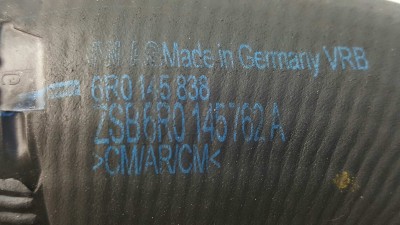 Made in Germany VRB
6R0 145 838
ZSB 6R0 145 762 A
>CM/AR/CM<